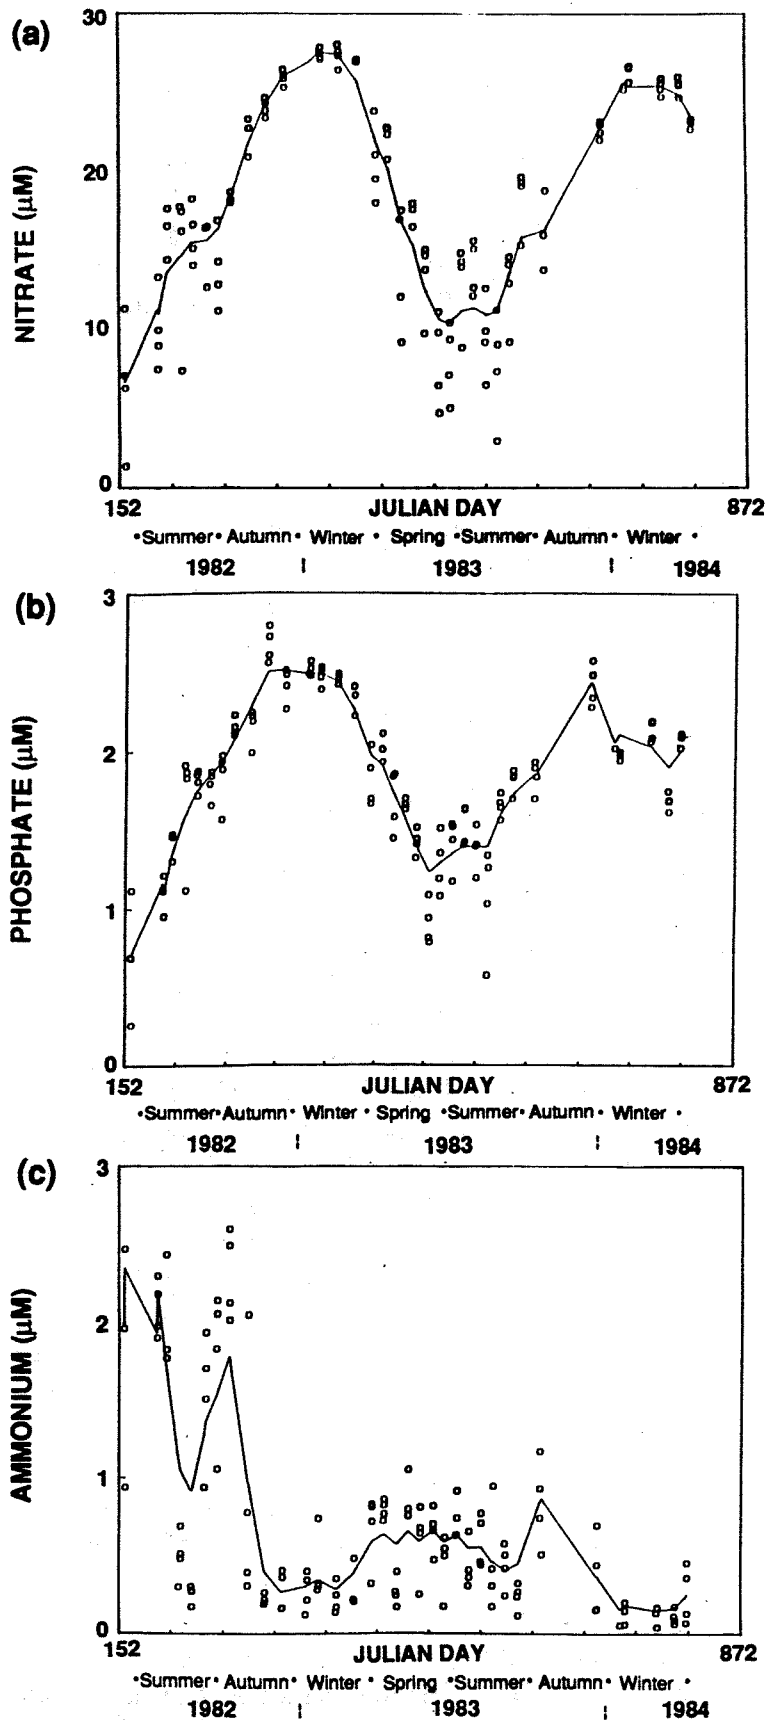 (a)
30
20
10
0
NITRATE (μM)
152 JULIAN DAY 872
•Summer• Autumn• Winter • Spring •Summer• Autumn• Winter •
1982 | 1983 | 1984
(b)
3
2
1
0
PHOSPHATE (μM)
152 JULIAN DAY 872
•Summer•Autumn• Winter • Spring •Summer• Autumn• Winter •
1982 | 1983 | 1984
(c)
3
2
1
0
AMMONIUM (μM)
152 JULIAN DAY 872
•Summer• Autumn• Winter • Spring •Summer• Autumn• Winter •
1982 | 1983 | 1984